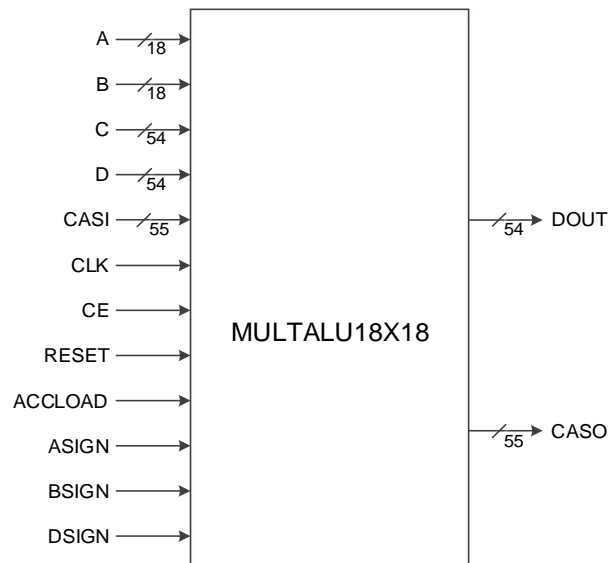 A
18
B
18
C
54
D
54
CASI
55
CLK
CE
RESET
ACCLOAD
ASIGN
BSIGN
DSIGN
MULTALU18X18
54
DOUT
55
CASO